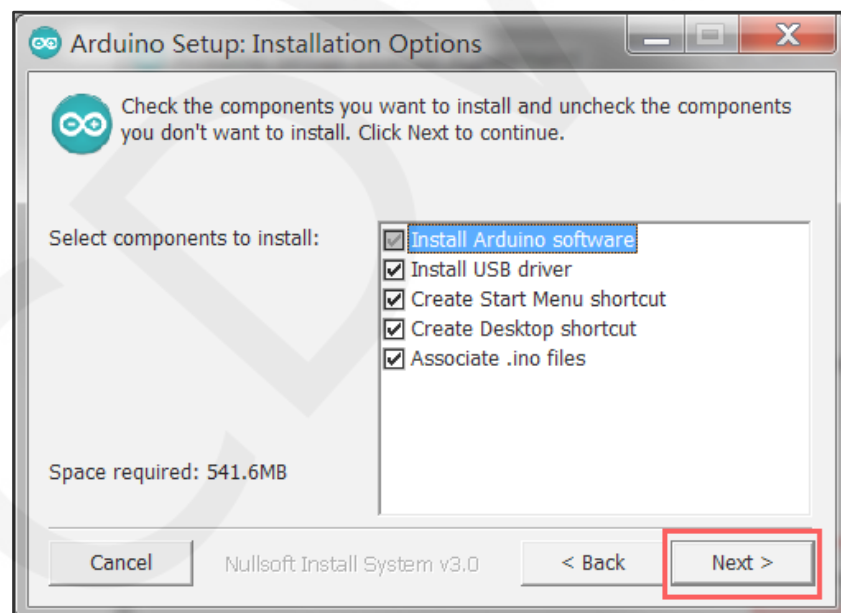 Arduino Setup: Installation Options
Check the components you want to install and uncheck the components
you don't want to install. Click Next to continue.
Select components to install:
Install Arduino software
Install USB driver
Create Start Menu shortcut
Create Desktop shortcut
Associate .ino files
Space required: 541.6MB
Cancel
Nullsoft Install System v3.0
< Back
Next >